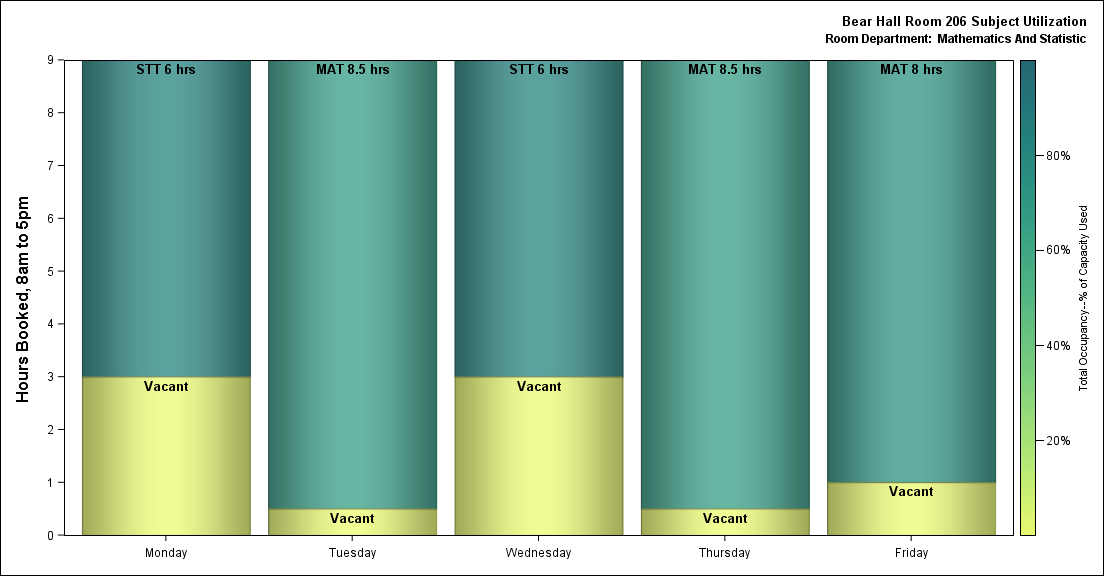 Bear Hall Room 206 Subject Utilization
Room Department: Mathematics And Statistic
Hours Booked, 8am to 5pm
9
8
7
6
5
4
3
2
1
0
STT 6 hrs
MAT 8.5 hrs
STT 6 hrs
MAT 8.5 hrs
MAT 8 hrs
Vacant
Vacant
Vacant
Vacant
Vacant
Monday
Tuesday
Wednesday
Thursday
Friday
80%
60%
40%
20%
Total Occupancy--% of Capacity Used